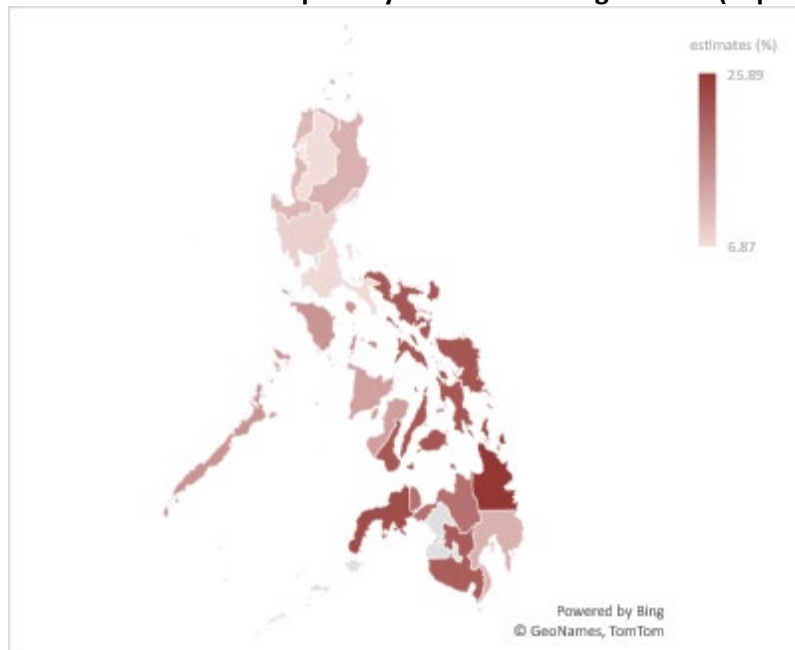 estimates (%)
25.89
6.87
Powered by Bing
© GeoNames, TomTom